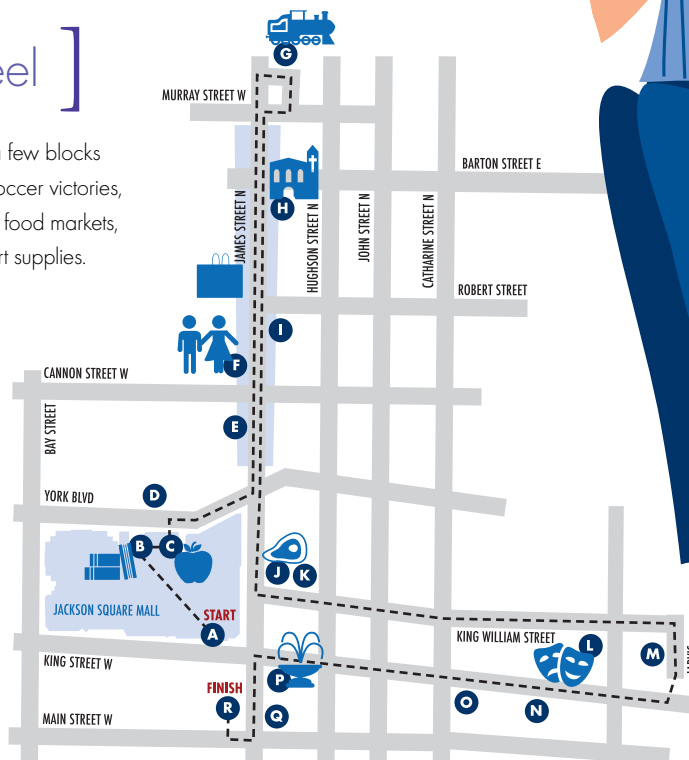 eel ]
a few blocks
occer victories,
food markets,
rt supplies.
G
MURRAY STREET W
BARTON STREET E
H
JAMES STREET N
HUGHSON STREET N
JOHN STREET N
CATHARINE STREET N
ROBERT STREET
I
F
CANNON STREET W
BAY STREET
E
YORK BLVD
D
B
C
J
K
JACKSON SQUARE MALL
START
A
KING WILLIAM STREET
L
M
KING STREET W
P
FINISH
R
Q
O
N
MAIN STREET W